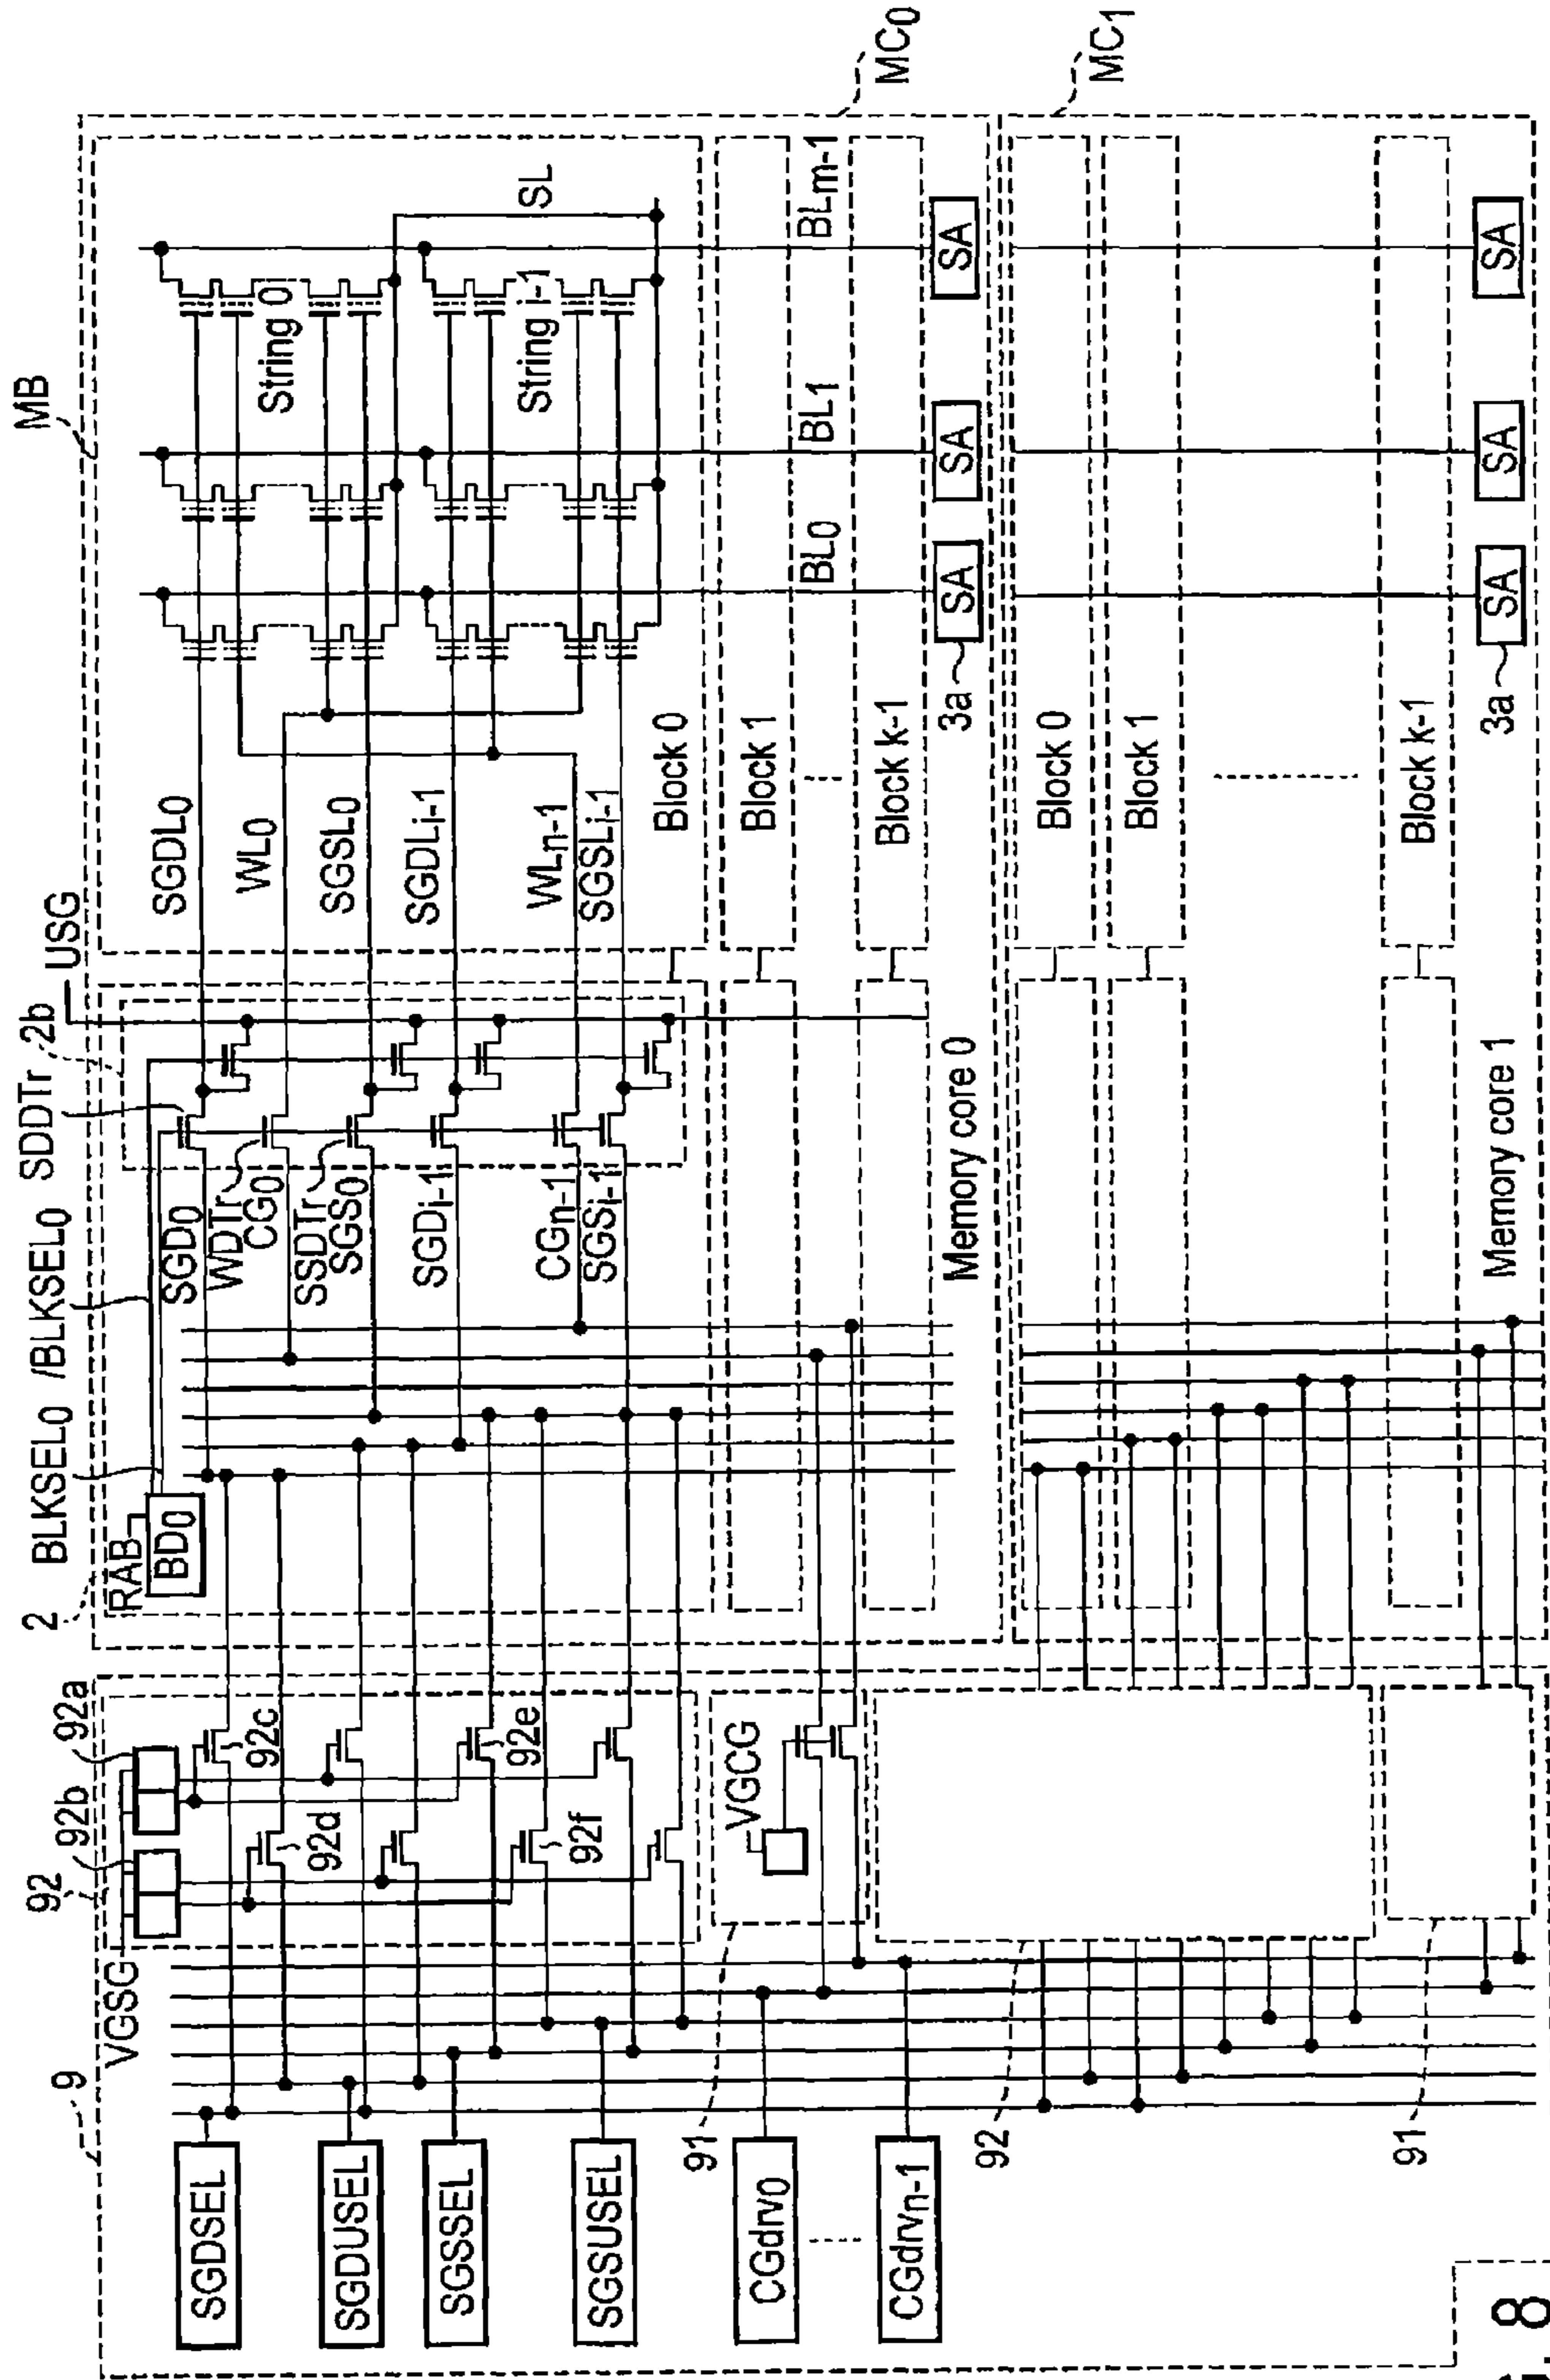 MB
MC0
MC1
SL
String 0
String i-1
BLm-1
BL1
BL0
SA
SA
SA
SA
SA
SA
3a
3a
SGDL0
WL0
SGSL0
SGDLi-1
WLn-1
SGSLi-1
Block 0
Block 1
Block k-1
Block 0
Block 1
Block k-1
USG
2b
SDDTr
/BLKSEL0
BLKSEL0
SGD0
WDTr
CG0
SSDTr
SGS0
SGDi-1
CGn-1
SGSi-1
Memory core 0
Memory core 1
2
RAB
BD0
92a
92b
92
92c
92d
92e
92f
VGSG
VGCG
9
91
92
91
SGDSEL
SGDUSEL
SGSSEL
SGSUSEL
CGdrv0
CGdrvn-1
8